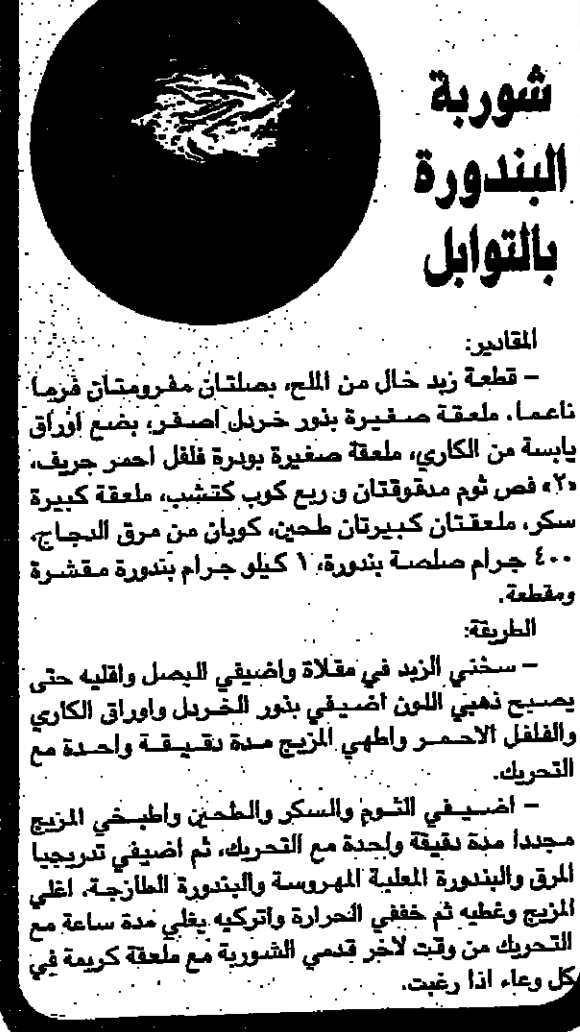 شوربة
البندورة
بالتوابل
المقادير:
– قطعة زبد خال من الملح، بصلتان مفرومتان فرما
ناعما. ملعقة صغيرة بذور خردل اصفر، بضع اوراق
يابسة من الكاري، ملعقة صغيرة بودرة فلفل احمر حريف،
«٢» فص ثوم مدقوقتان وربع كوب كتشب، ملعقة كبيرة
سكر، ملعقتان كبيرتان طحين، كوبان من مرق الدجاج،
٤٠٠ جرام صلصة بندورة، ١ كيلو جرام بندورة مقشرة
ومقطعة.
الطريقة:
– سخني الزبد في مقلاة واضيفي البصل واقليه حتى
يصبح ذهبي اللون اضيفي بذور الخردل واوراق الكاري
والفلفل الاحمر واطهي المزيج مدة دقيقة واحدة مع
التحريك.
– اضيفي الثوم والسكر والطحين واطبخي المزيج
مجددا مدة دقيقة واحدة مع التحريك، ثم اضيفي تدريجيا
المرق والبندورة المعلبة المهروسة والبندورة الطازجة. اغلي
المزيج وغطيه ثم خففي الحرارة واتركيه يغلي مدة ساعة مع
التحريك من وقت لاخر قدمي الشوربة مع ملعقة كريمة في
كل وعاء اذا رغبت.